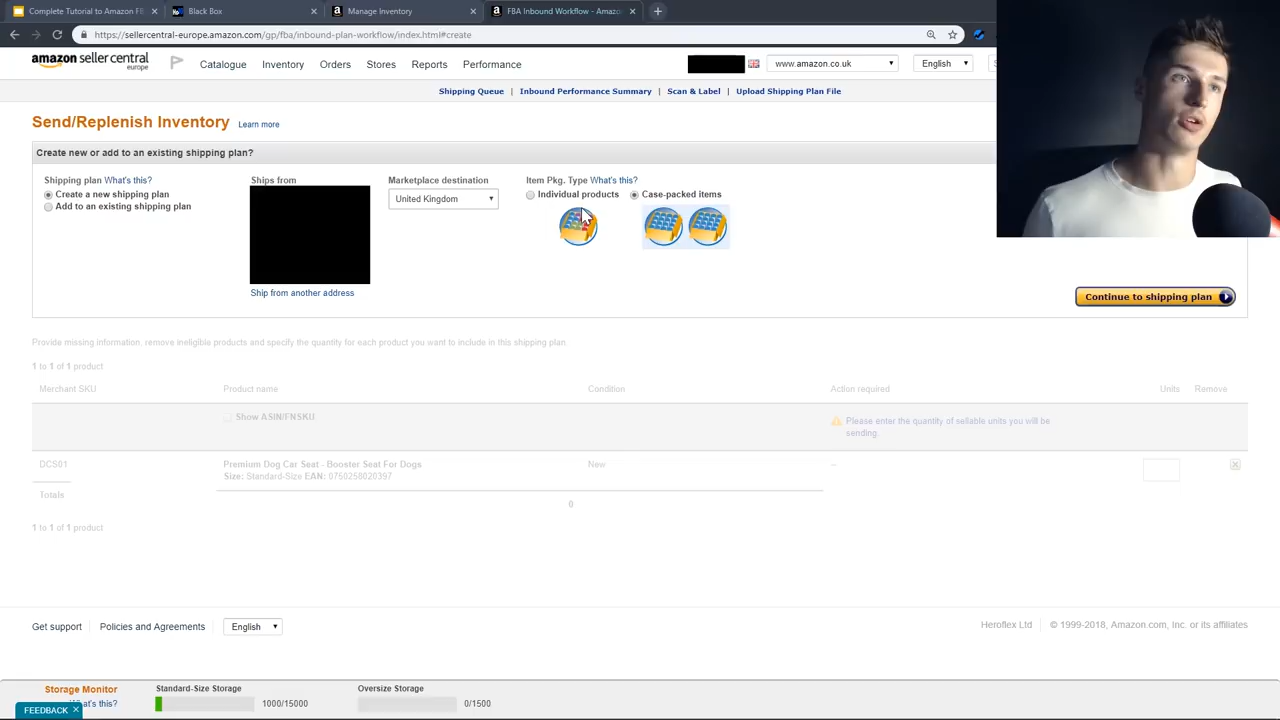 Complete Tutorial to Amazon FB
Black Box
Manage Inventory
FBA Inbound Workflow - Amazo
https://sellercentral-europe.amazon.com/gp/fba/inbound-plan-workflow/index.html#create
amazon seller central
europe
Catalogue
Inventory
Orders
Stores
Reports
Performance
www.amazon.co.uk
English
Shipping Queue | Inbound Performance Summary | Scan & Label | Upload Shipping Plan File
Send/Replenish Inventory Learn more
Create new or add to an existing shipping plan?
Shipping plan What's this?
Create a new shipping plan
Add to an existing shipping plan
Ships from
Ship from another address
Marketplace destination
United Kingdom
Item Pkg. Type What's this?
Individual products
Case-packed items
Continue to shipping plan
Provide missing information, remove ineligible products and specify the quantity for each product you want to include in this shipping plan.
1 to 1 of 1 product
Merchant SKU Product name Condition Action required Units Remove
Show ASIN/FNSKU
Please enter the quantity of sellable units you will be
sending.
DCS01 Premium Dog Car Seat - Booster Seat For Dogs New --
Size: Standard-Size EAN: 0750258020397
Totals
0
1 to 1 of 1 product
Get support Policies and Agreements English
Heroflex Ltd © 1999-2018, Amazon.com, Inc. or its affiliates
Storage Monitor
Standard-Size Storage
1000/15000
Oversize Storage
0/1500
FEEDBACK
at's this?